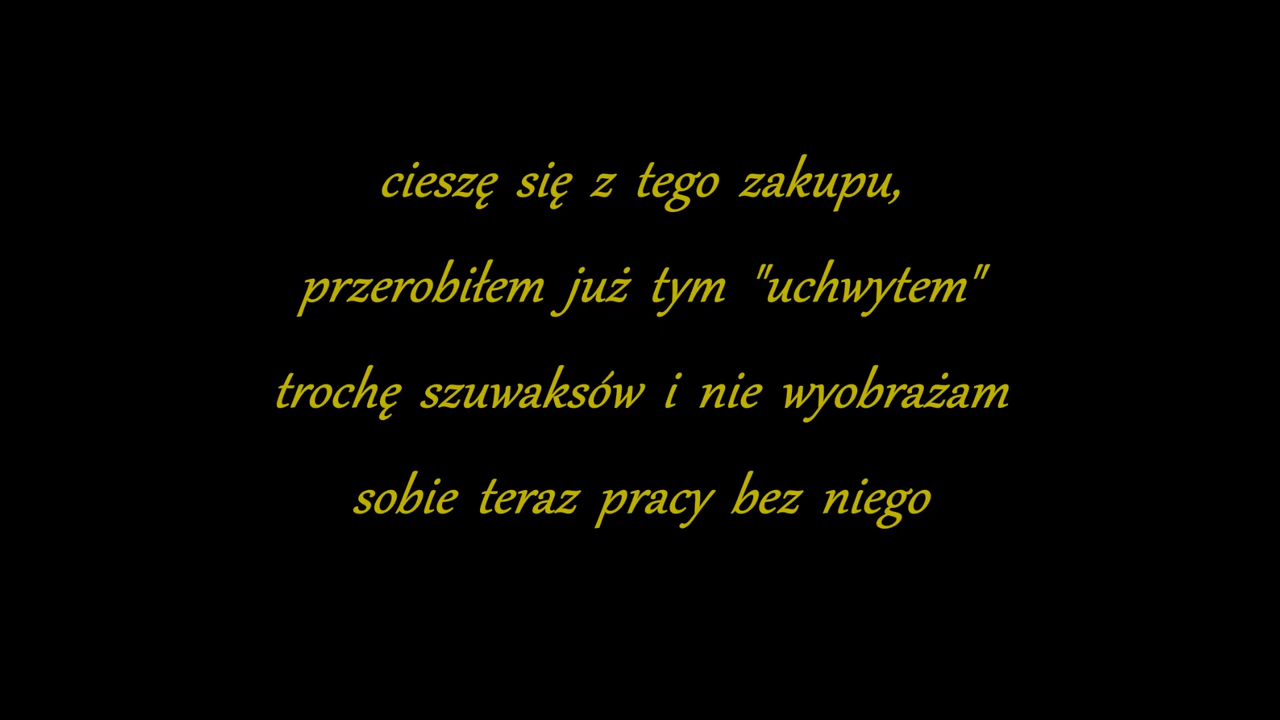 cieszę się z tego zakupu,
przerobiłem już tym "uchwytem"
trochę szuwaksów i nie wyobrażam
sobie teraz pracy bez niego